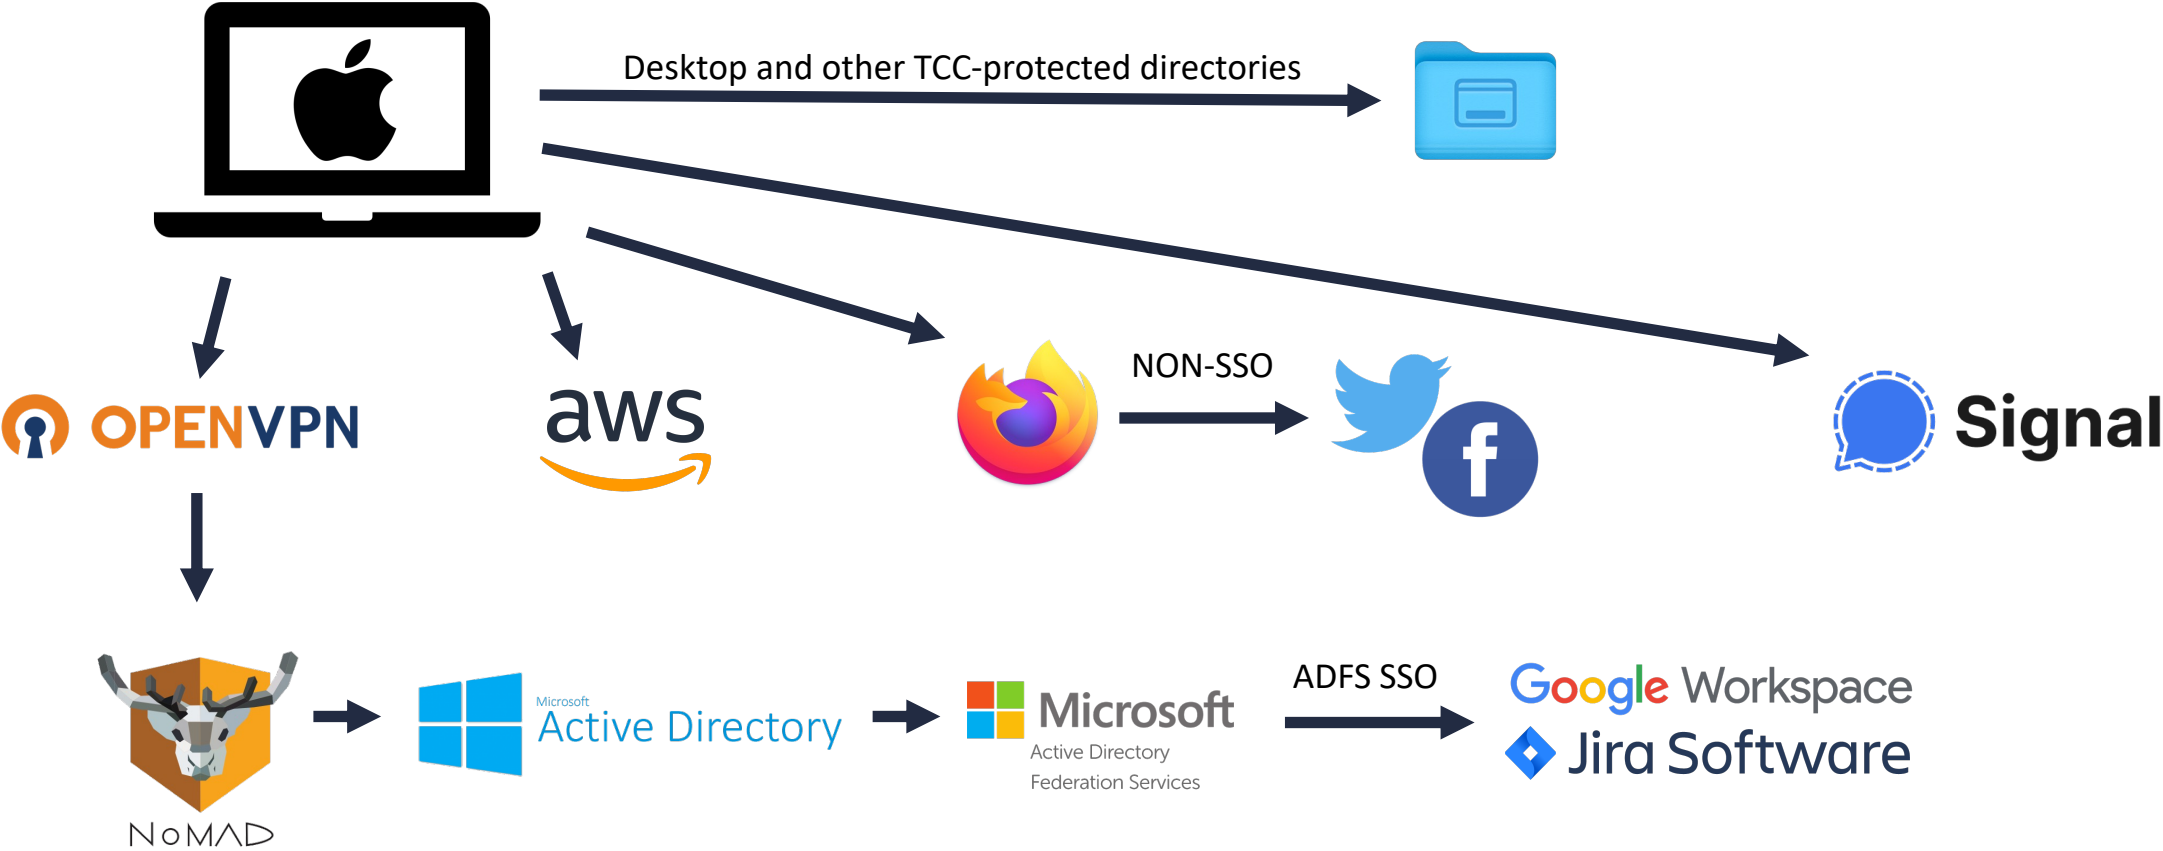 Desktop and other TCC-protected directories
NON-SSO
OPENVPN
aws
f
Signal
ADFS SSO
Microsoft
Active Directory
Microsoft
Active Directory
Federation Services
Google Workspace
Jira Software
NoMAD